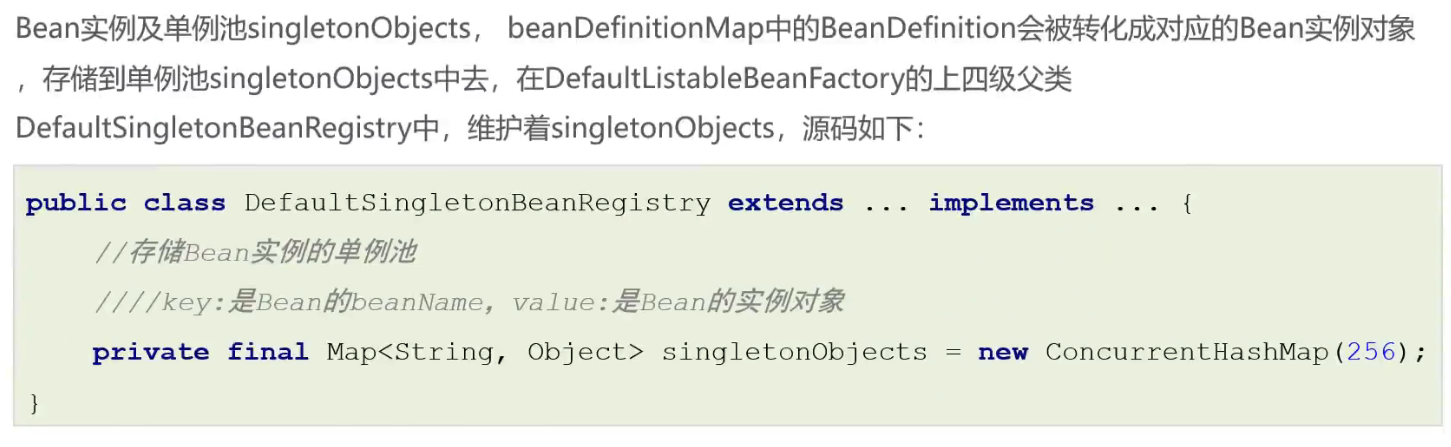 Bean实例及单例池singletonObjects， beanDefinitionMap中的BeanDefinition会被转化成对应的Bean实例对象
，存储到单例池singletonObjects中去，在DefaultListableBeanFactory的上四级父类
DefaultSingletonBeanRegistry中，维护着singletonObjects，源码如下：
public class DefaultSingletonBeanRegistry extends ... implements ... {
//存储Bean实例的单例池
////key:是Bean的beanName，value:是Bean的实例对象
private final Map<String, Object> singletonObjects = new ConcurrentHashMap(256);
}